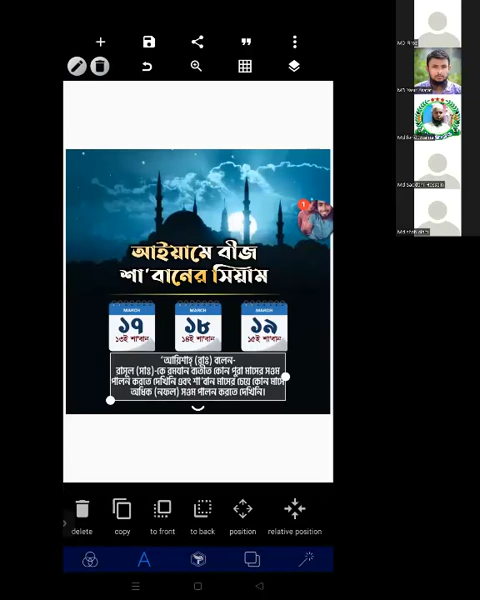 1
আইয়ামে বীজ
শা'বানের সিয়াম
MARCH
১৭
১৩ই শা'বান
MARCH
১৮
১৪ই শা'বান
MARCH
১৯
১৫ই শা'বান
"আয়িশাহ্ (রাঃ) বলেন-
রাসূল (সাঃ)-কে রমযান ব্যতীত কোন পুরা মাসের সওম
পালন করতে দেখিনি এবং শা'বান মাসের চেয়ে কোন মাসে
অধিক (নফল) সওম পালন করতে দেখিনি।
delete
copy
to front
to back
position
relative position
A